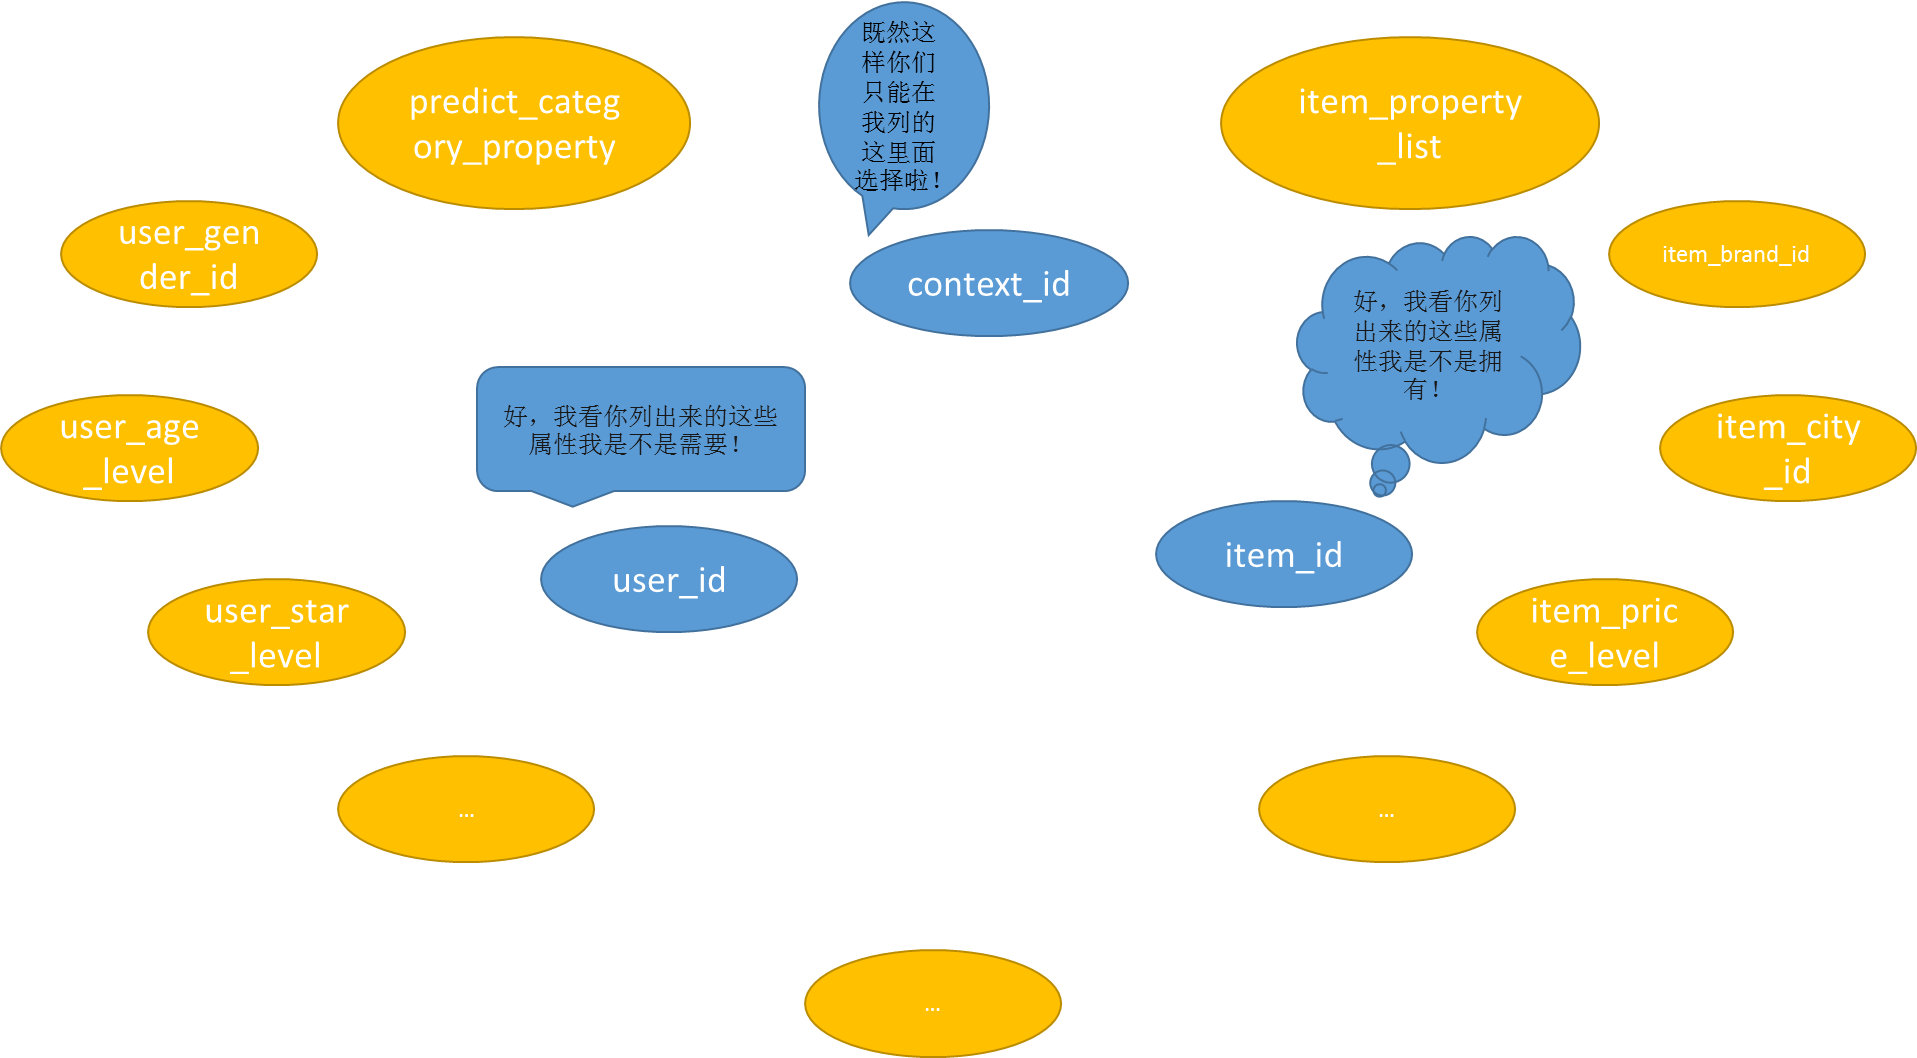 既然这
样你们
只能在
我列的
这里面
选择啦！
predict_categ
ory_property
item_property
_list
user_gen
der_id
item_brand_id
context_id
好，我看你列
出来的这些属
性我是不是拥
有！
好，我看你列出来的这些
属性我是不是需要！
user_age
_level
item_city
_id
item_id
user_id
user_star
_level
item_pric
e_level
...
...
...